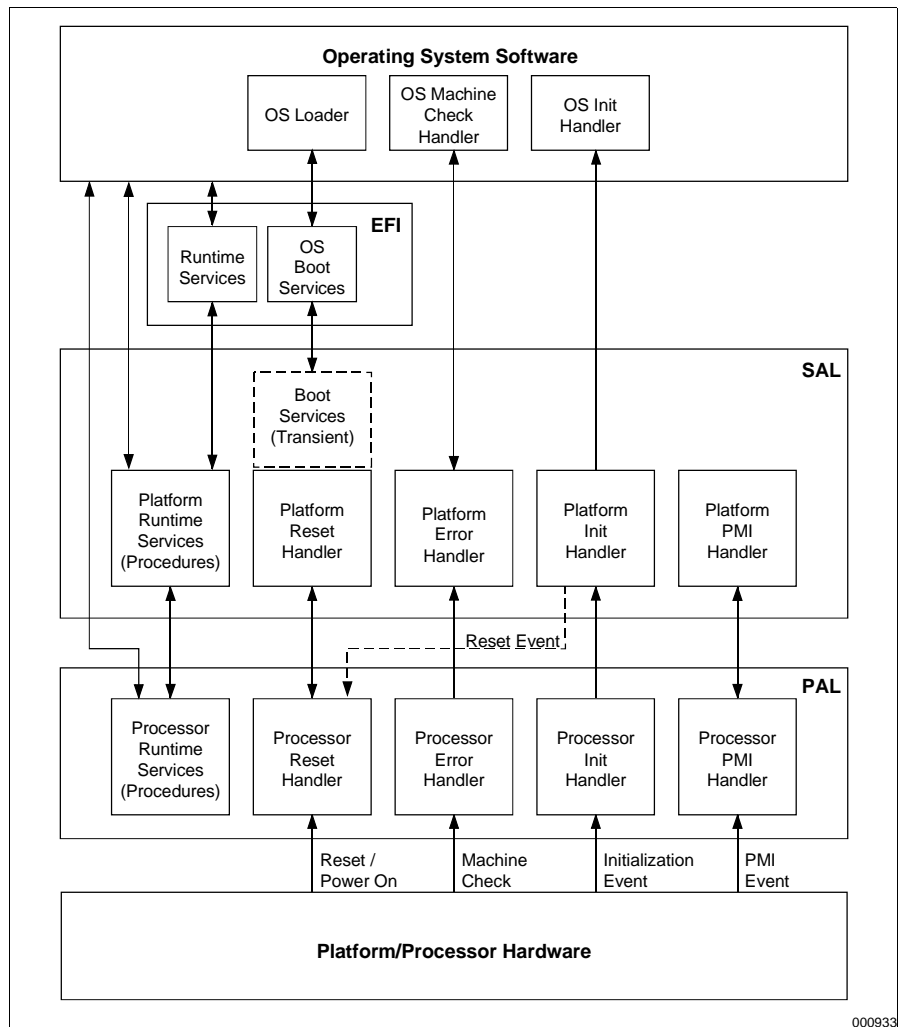 Operating System Software
OS Loader
OS Machine
Check
Handler
OS Init
Handler
EFI
Runtime
Services
OS
Boot
Services
SAL
Boot
Services
(Transient)
Platform
Runtime
Services
(Procedures)
Platform
Reset
Handler
Platform
Error
Handler
Platform
Init
Handler
Platform
PMI
Handler
Reset Event
PAL
Processor
Runtime
Services
(Procedures)
Processor
Reset
Handler
Processor
Error
Handler
Processor
Init
Handler
Processor
PMI
Handler
Reset /
Power On
Machine
Check
Initialization
Event
PMI
Event
Platform/Processor Hardware
000933